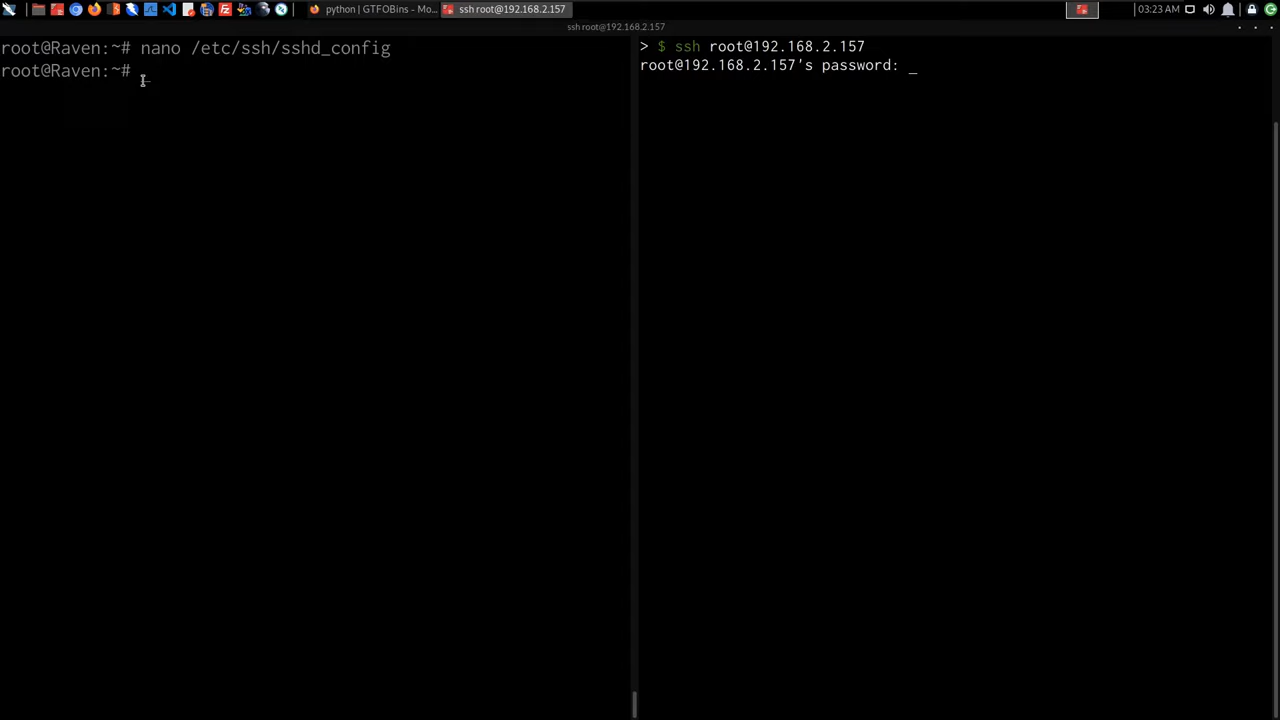 python | GTFOBins - Mo...
ssh root@192.168.2.157
03:23 AM
ssh root@192.168.2.157
root@Raven:~# nano /etc/ssh/sshd_config
root@Raven:~#
> $ ssh root@192.168.2.157
root@192.168.2.157's password: _